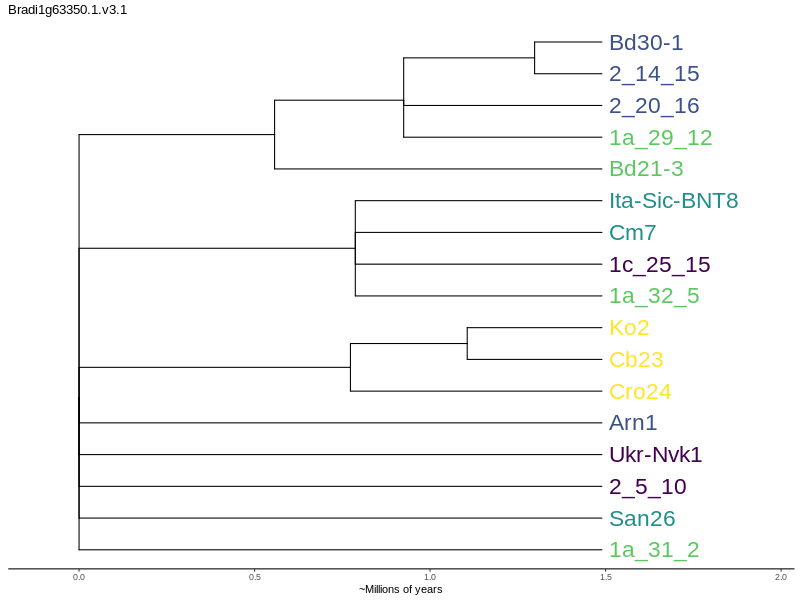 Bradi1g63350.1.v3.1
Bd30-1
2_14_15
2_20_16
1a_29_12
Bd21-3
Ita-Sic-BNT8
Cm7
1c_25_15
1a_32_5
Ko2
Cb23
Cro24
Arn1
Ukr-Nvk1
2_5_10
San26
1a_31_2
0.0 0.5 1.0 1.5 2.0
~Millions of years